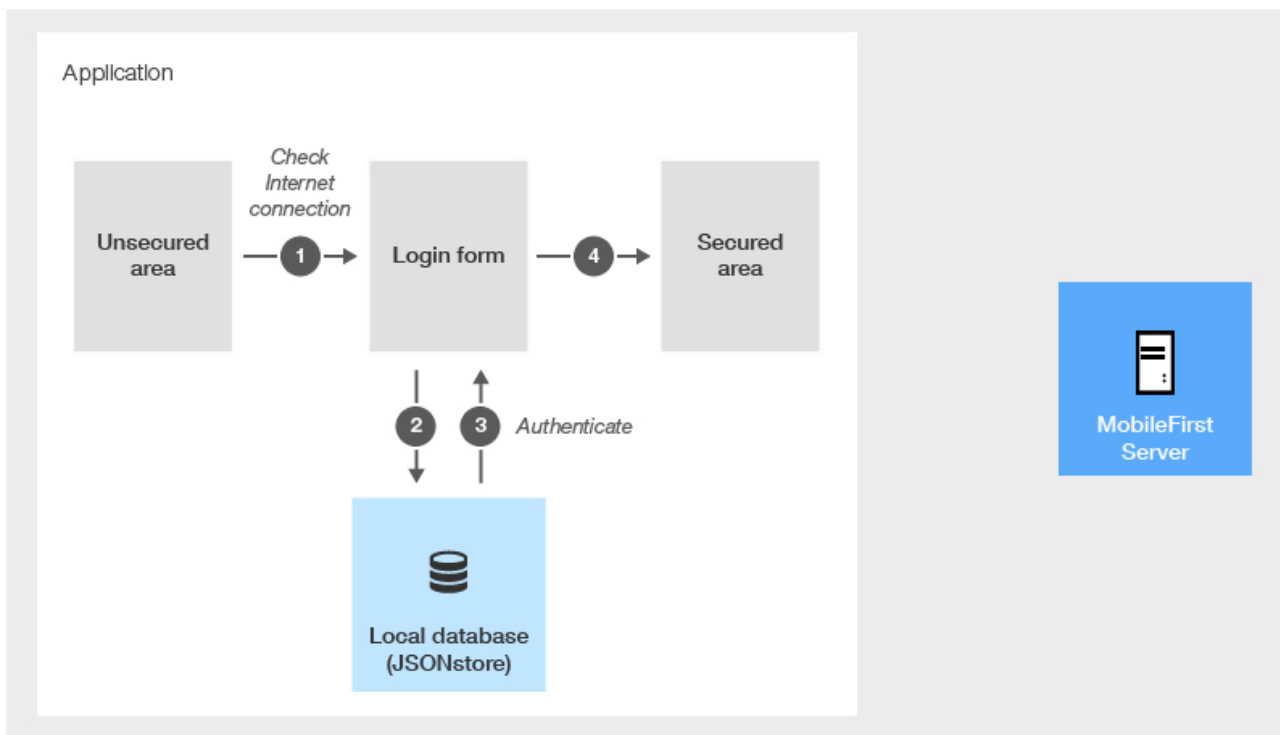 Application
Check
Internet
connection
Unsecured
area
1
Login form
4
Secured
area
2
3
Authenticate
MobileFirst
Server
Local database
(JSONstore)